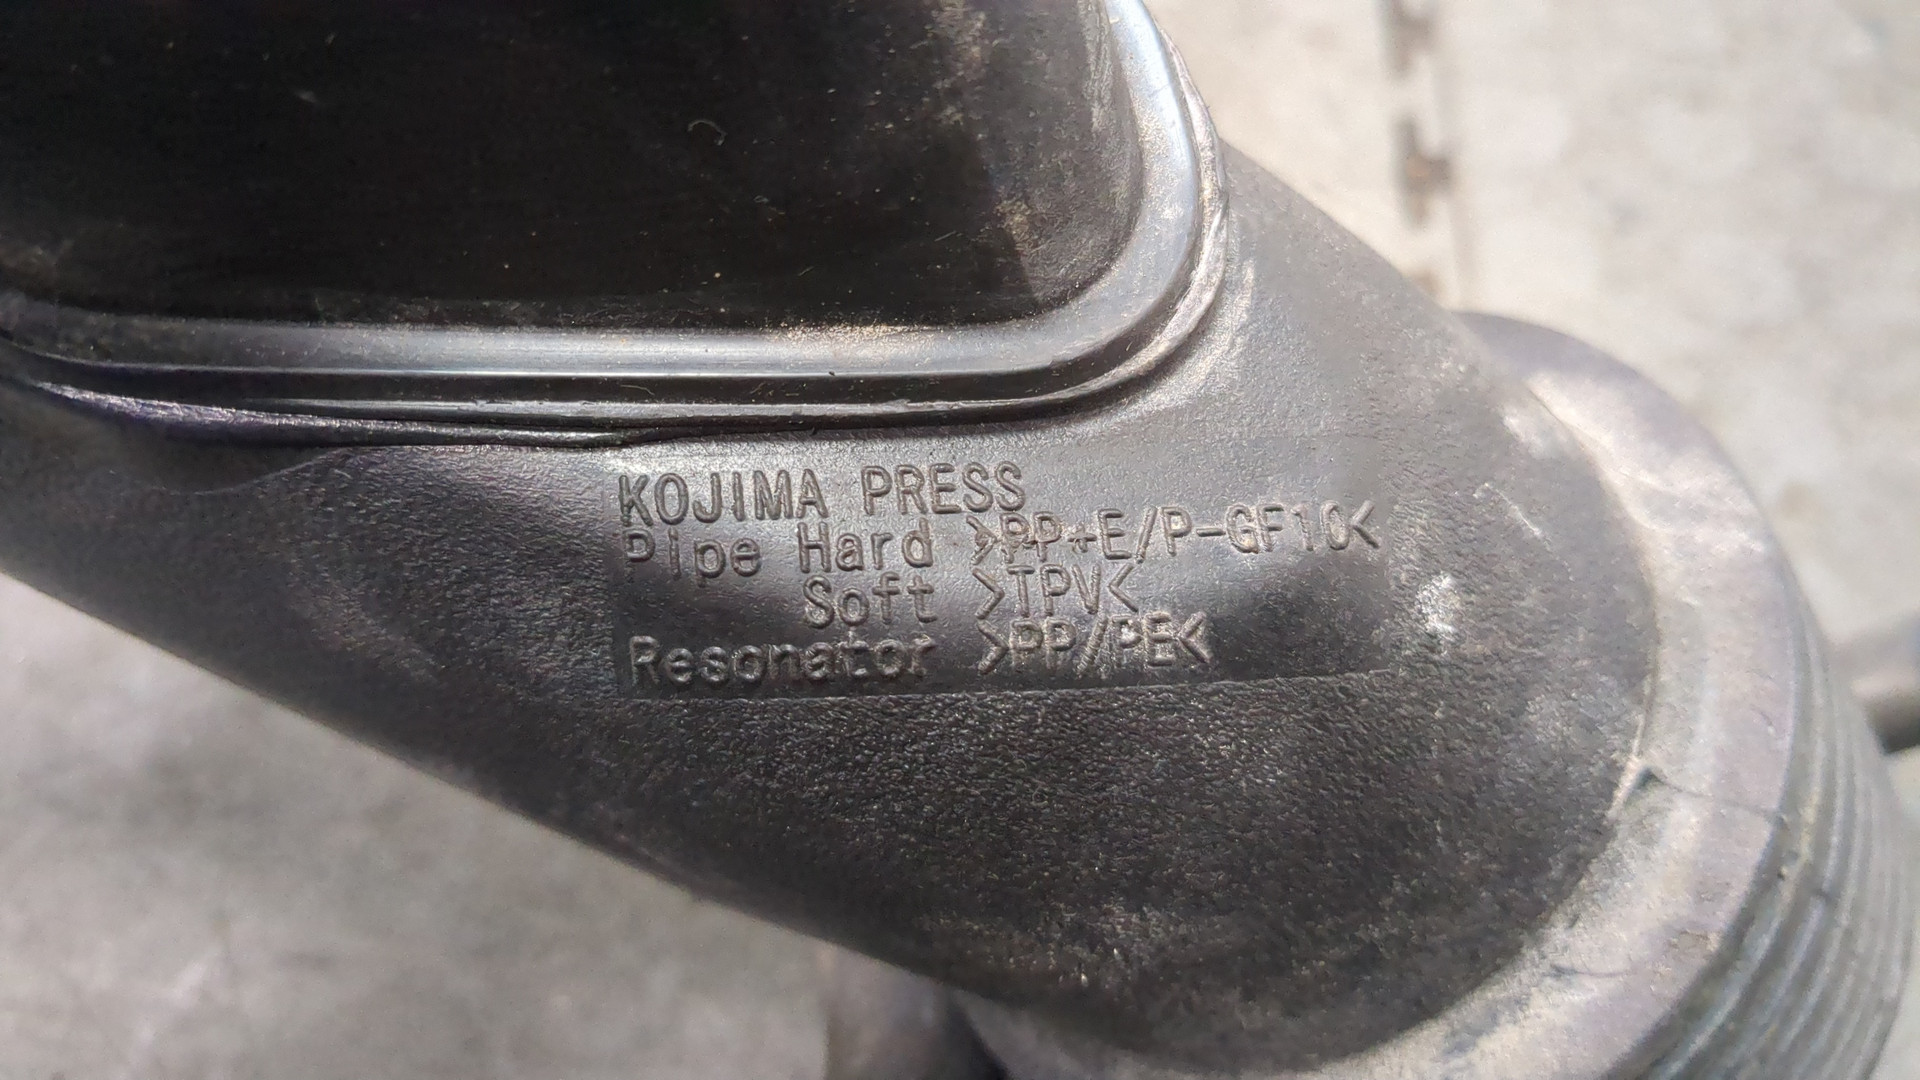 KOJIMA PRESS
Pipe Hard >PP+E/P-GF10<
Soft >TPV<
Resonator >PP/PE<